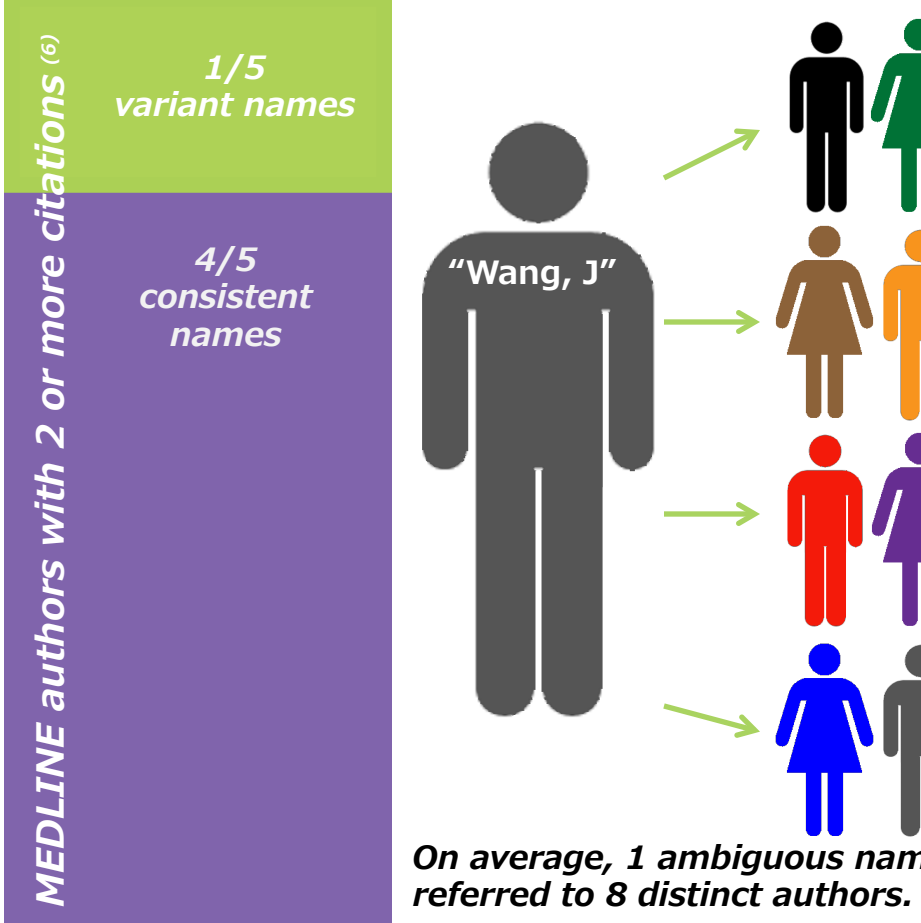 MEDLINE authors with 2 or more citations (6)
1/5
variant names
4/5
consistent
names
“Wang, J”
On average, 1 ambiguous
referred to 8 distinct authors.